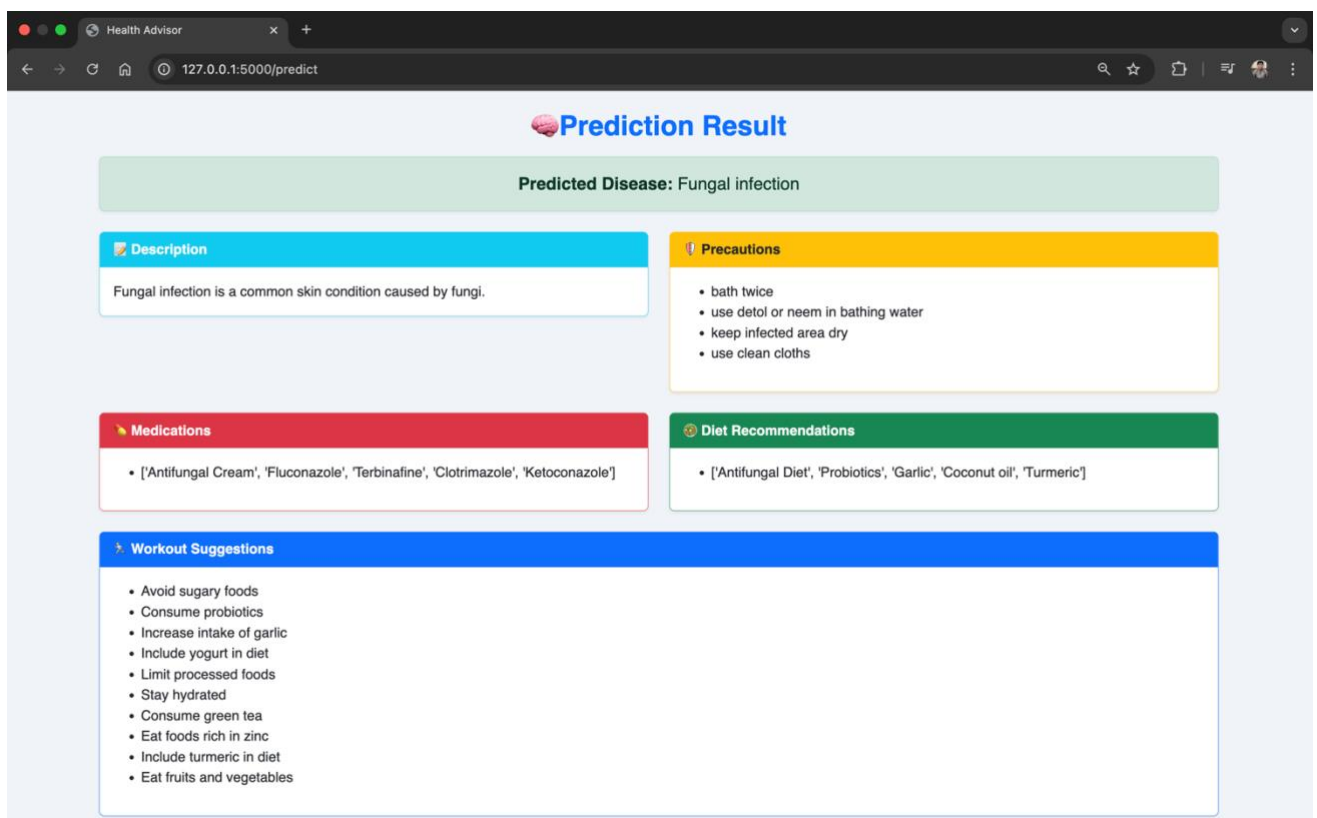 Health Advisor
127.0.0.1:5000/predict
Prediction Result
Predicted Disease: Fungal infection
Description
Fungal infection is a common skin condition caused by fungi.
Precautions
• bath twice
• use detol or neem in bathing water
• keep infected area dry
• use clean cloths
Medications
• ['Antifungal Cream', 'Fluconazole', 'Terbinafine', 'Clotrimazole', 'Ketoconazole']
Diet Recommendations
• ['Antifungal Diet', 'Probiotics', 'Garlic', 'Coconut oil', 'Turmeric']
Workout Suggestions
• Avoid sugary foods
• Consume probiotics
• Increase intake of garlic
• Include yogurt in diet
• Limit processed foods
• Stay hydrated
• Consume green tea
• Eat foods rich in zinc
• Include turmeric in diet
• Eat fruits and vegetables